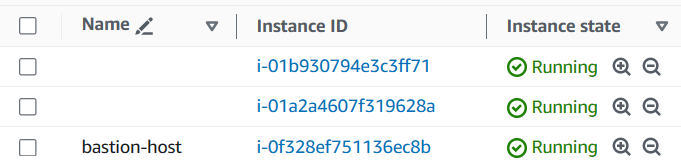 Name Instance ID Instance state
i-01b930794e3c3ff71 Running
i-01a2a4607f319628a Running
bastion-host i-0f328ef751136ec8b Running